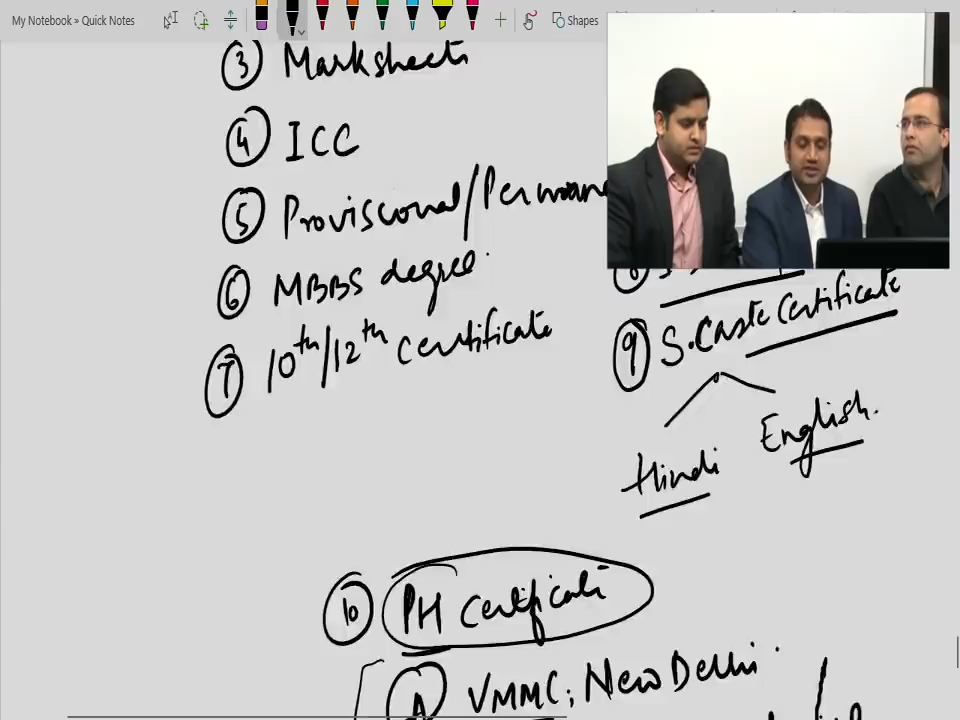 My Notebook » Quick Notes
Shapes
3 Marksheets
4 ICC
5 Provisional/Permane
6 MBBS degree
7 10th/12th certificate
9 S.Caste Certificate
Hindi English.
10 PH Certificate
A VMMC; New Delhi